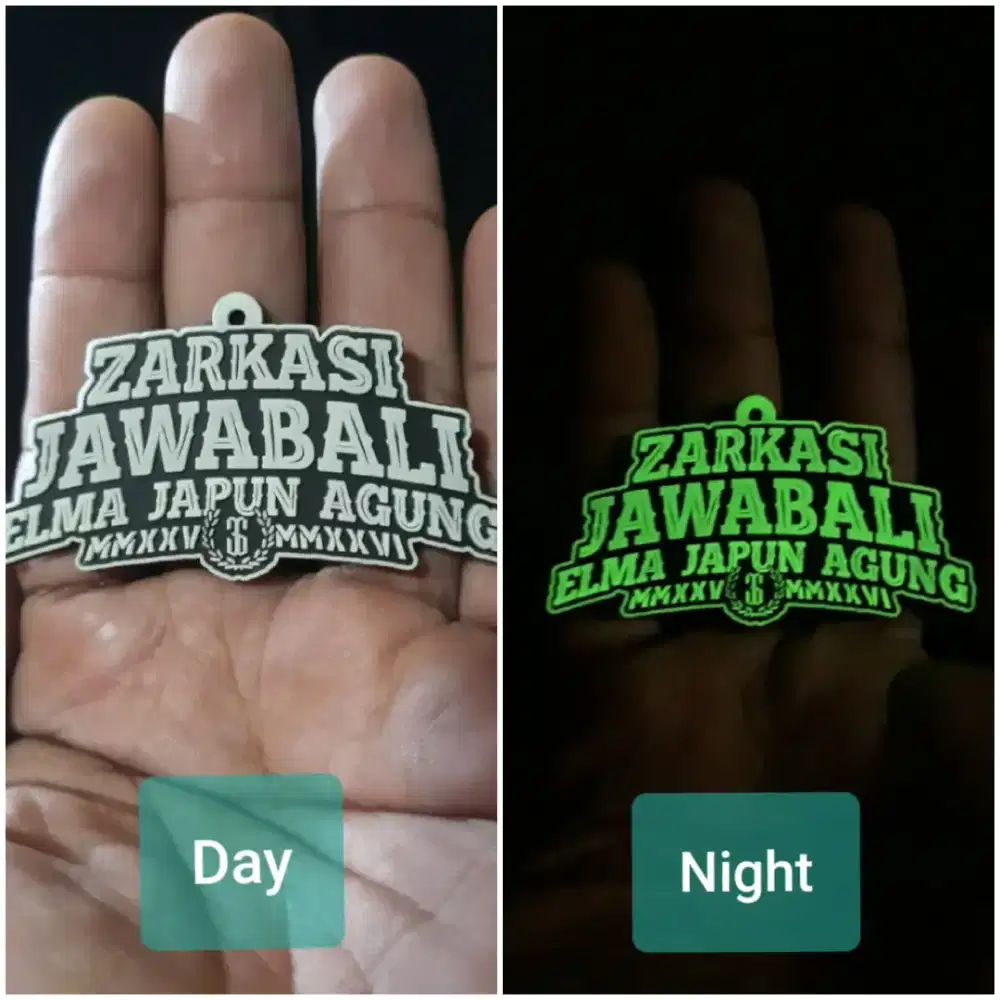 ZARKASI
JAWABALI
ELMA JAPUN AGUNG
MMXXV MMXXVI
Day
ZARKASI
JAWABALI
ELMA JAPUN AGUNG
MMXXV MMXXVI
Night